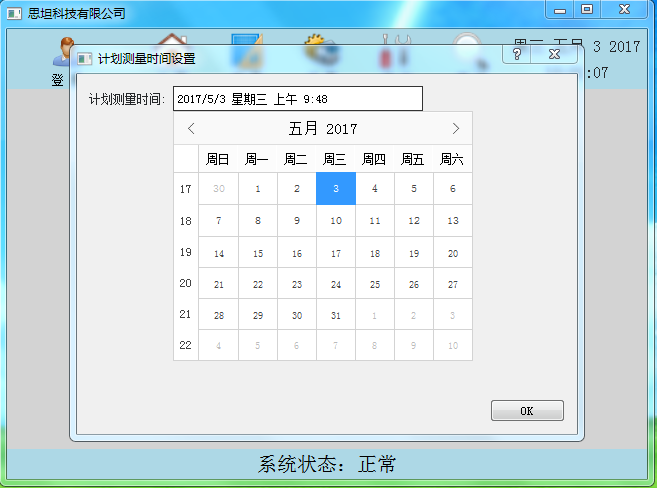 思坦科技有限公司
周三 五月 3 2017
:07
登
计划测量时间设置
计划测量时间: 2017/5/3 星期三 上午 9:48
五月 2017
周日 周一 周二 周三 周四 周五 周六
17 30 1 2 3 4 5 6
18 7 8 9 10 11 12 13
19 14 15 16 17 18 19 20
20 21 22 23 24 25 26 27
21 28 29 30 31 1 2 3
22 4 5 6 7 8 9 10
OK
系统状态: 正常